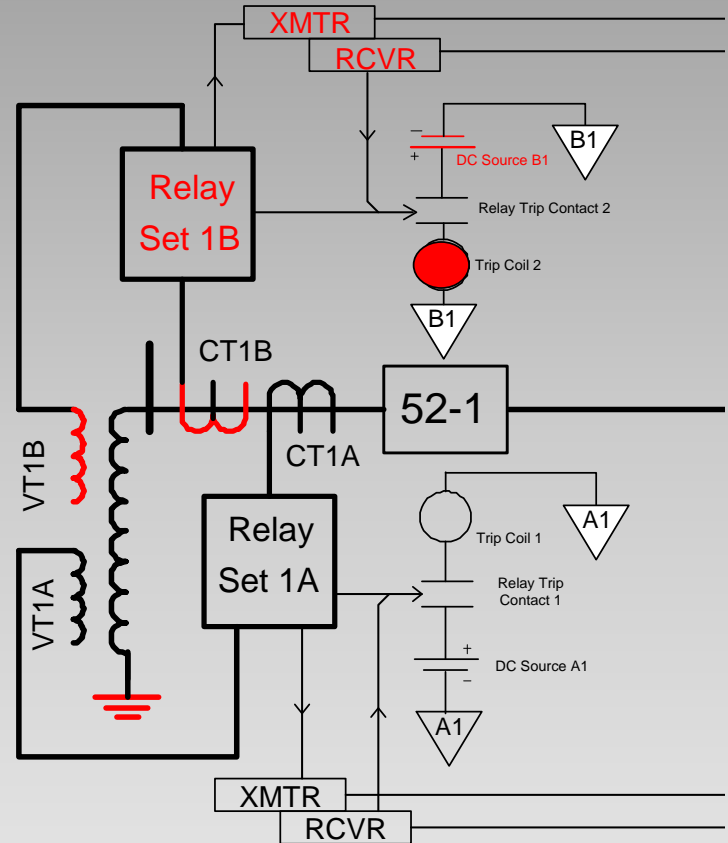 XMTR
RCVR
B1
DC Source B1
Relay
Set 1B
Relay Trip Contact 2
Trip Coil 2
B1
CT1B
52-1
VT1B
CT1A
Relay
Set 1A
Trip Coil 1
A1
VT1A
Relay Trip
Contact 1
DC Source A1
A1
XMTR
RCVR